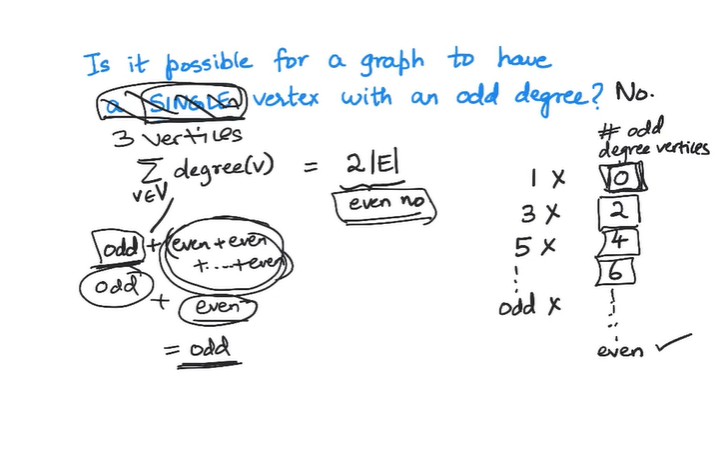 Is it possible for a graph to have
a SINGLE vertex with an odd degree? No.
3 vertices
# odd
degree vertices
Σ degree(v) = 2|E|
v∈V
even no
1 x 0
3 x 2
5 x 4
6
odd x
even ✓
odd + (even + even
+ .... + even)
odd + even
= odd